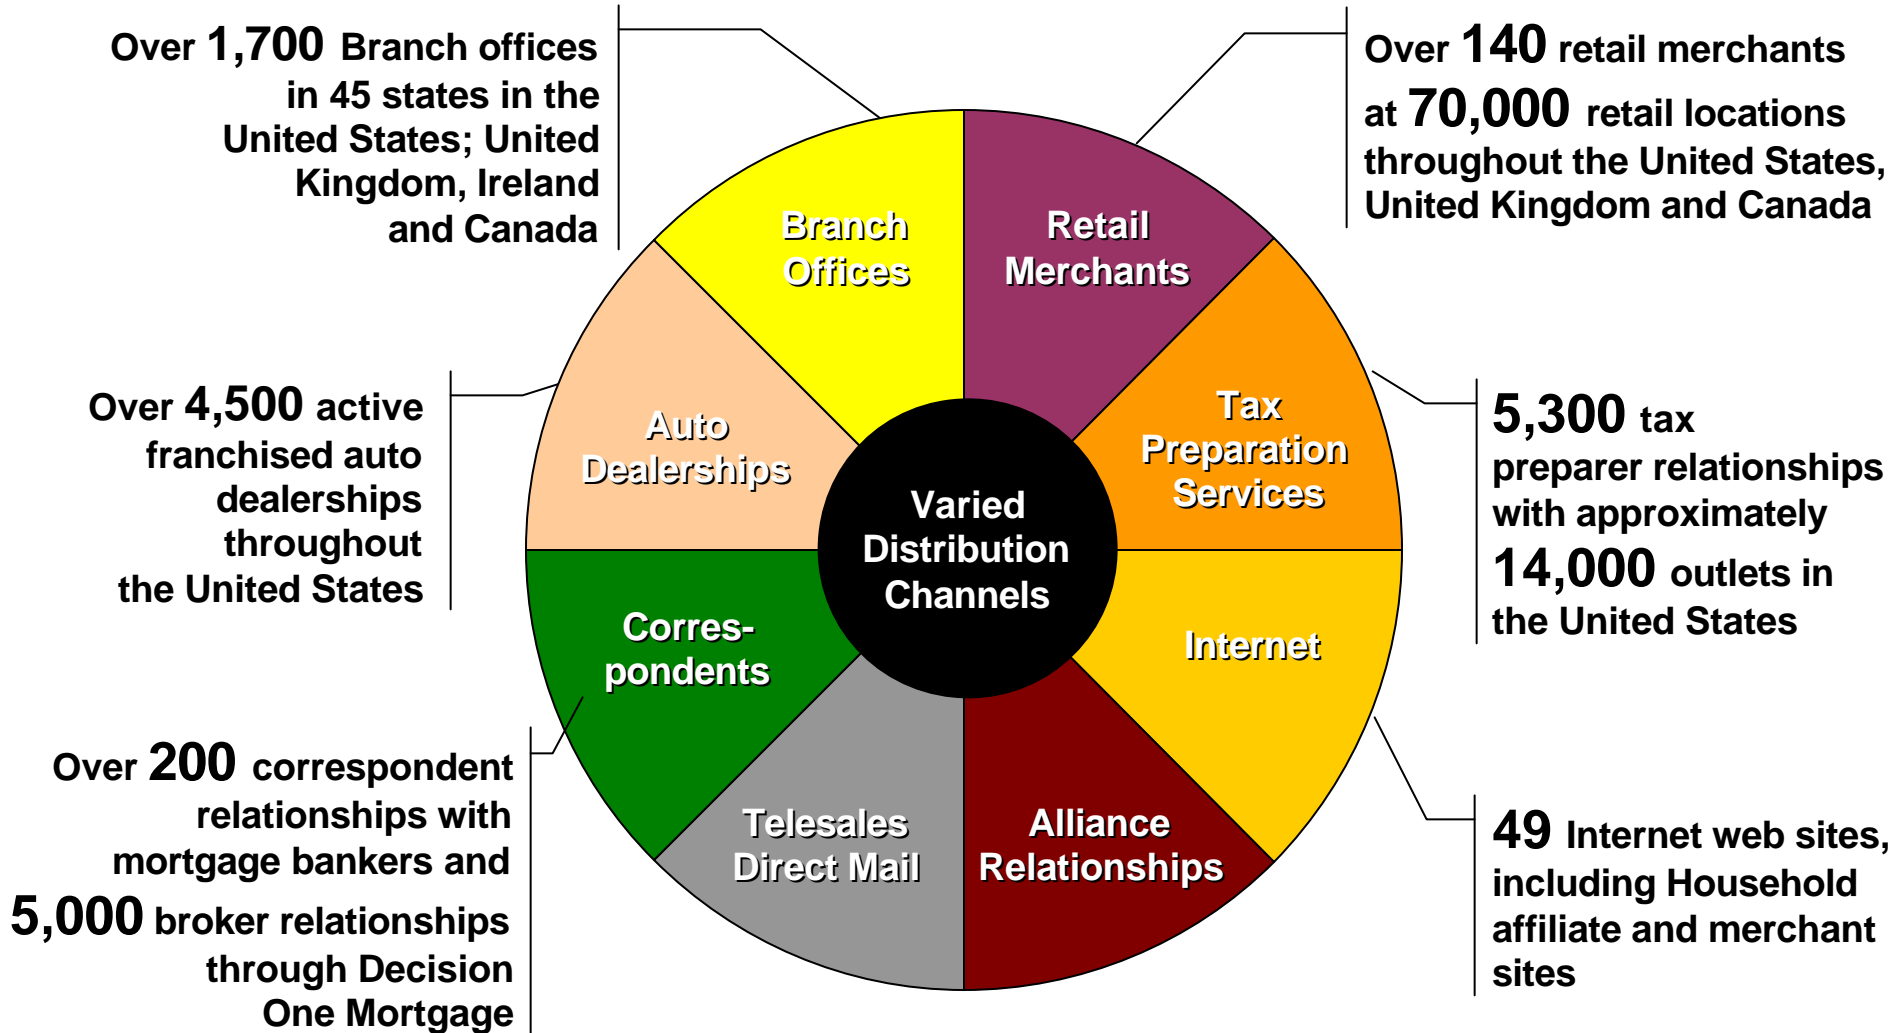 Over 1,700 Branch offices
in 45 states in the
United States; United
Kingdom, Ireland
and Canada
Over 140 retail merchants
at 70,000 retail locations
throughout the United States,
United Kingdom and Canada
Branch
Offices
Retail
Merchants
Over 4,500 active
franchised auto
dealerships
throughout
the United States
Auto
Dealerships
Tax
Preparation
Services
5,300 tax
preparer relationships
with approximately
14,000 outlets in
the United States
Varied
Distribution
Channels
Corres-
pondents
Internet
Over 200 correspondent
relationships with
mortgage bankers and
5,000 broker relationships
through Decision
One Mortgage
Telesales
Direct Mail
Alliance
Relationships
49 Internet web sites,
including Household
affiliate and merchant
sites